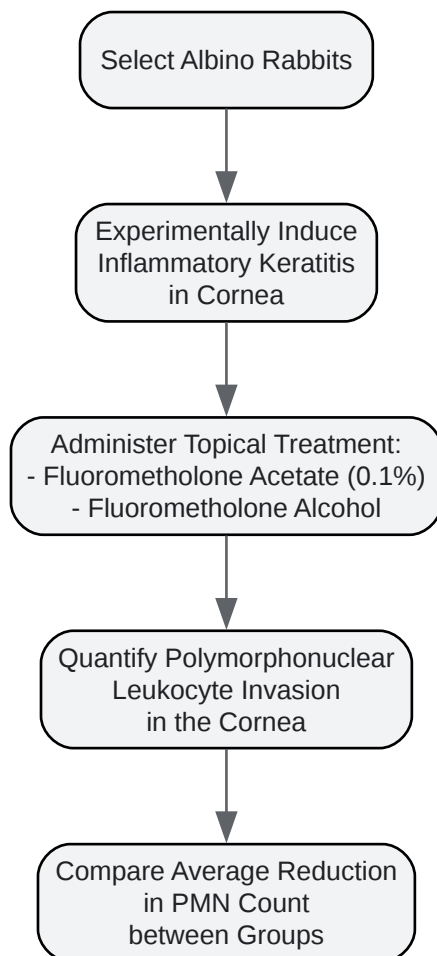 Select Albino Rabbits
Experimentally Induce
Inflammatory Keratitis
in Cornea
Administer Topical Treatment:
- Fluorometholone Acetate (0.1%)
- Fluorometholone Alcohol
Quantify Polymorphonuclear
Leukocyte Invasion
in the Cornea
Compare Average Reduction
in PMN Count
between Groups